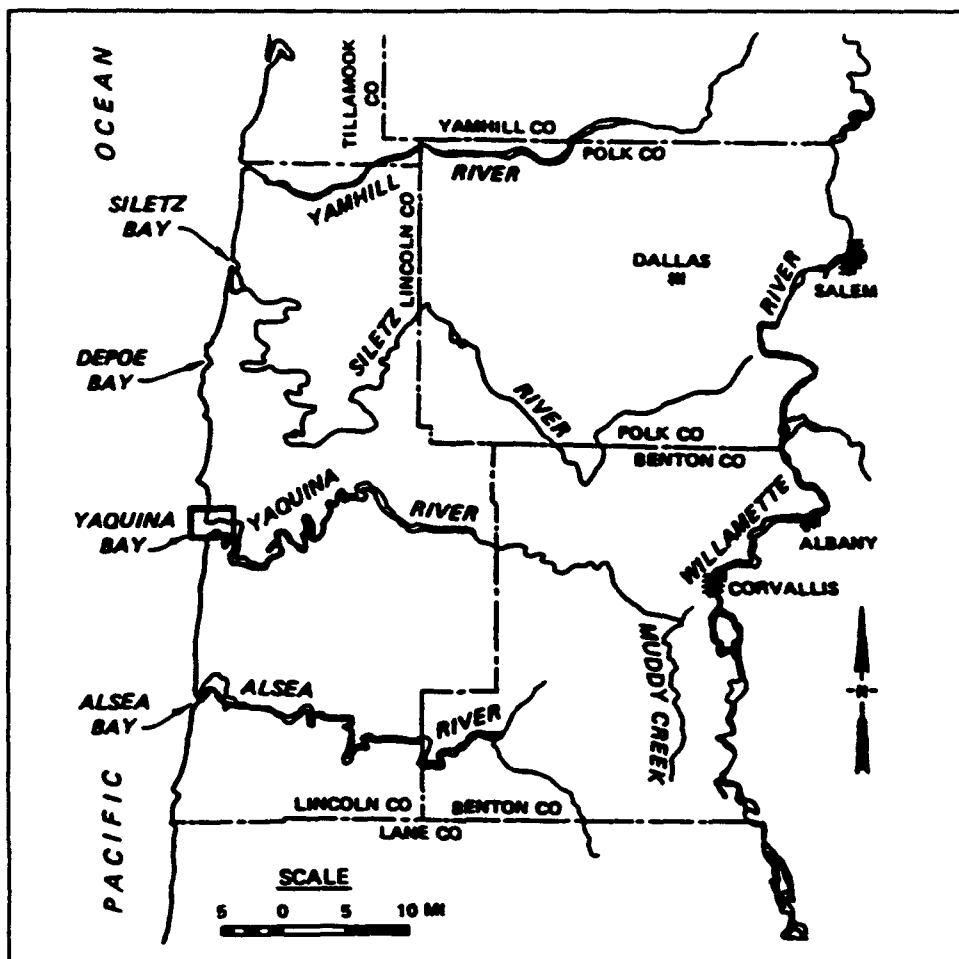 OCEAN
TILLAMOOK
CO
YAMHILL CO
POLK CO
YAMHILL
RIVER
SILETZ
BAY
LINCOLN CO
DALLAS
RIVER
SALEM
SILETZ
DEPOE
BAY
RIVER
POLK CO
BENTON CO
YAQUINA
RIVER
YAQUINA
BAY
WILLAMETTE
ALBANY
CORVALLIS
MUDDY CREEK
N
ALSEA
ALSEA
BAY
RIVER
PACIFIC
LINCOLN CO
BENTON CO
LANE CO
SCALE
5 0 5 10 MI